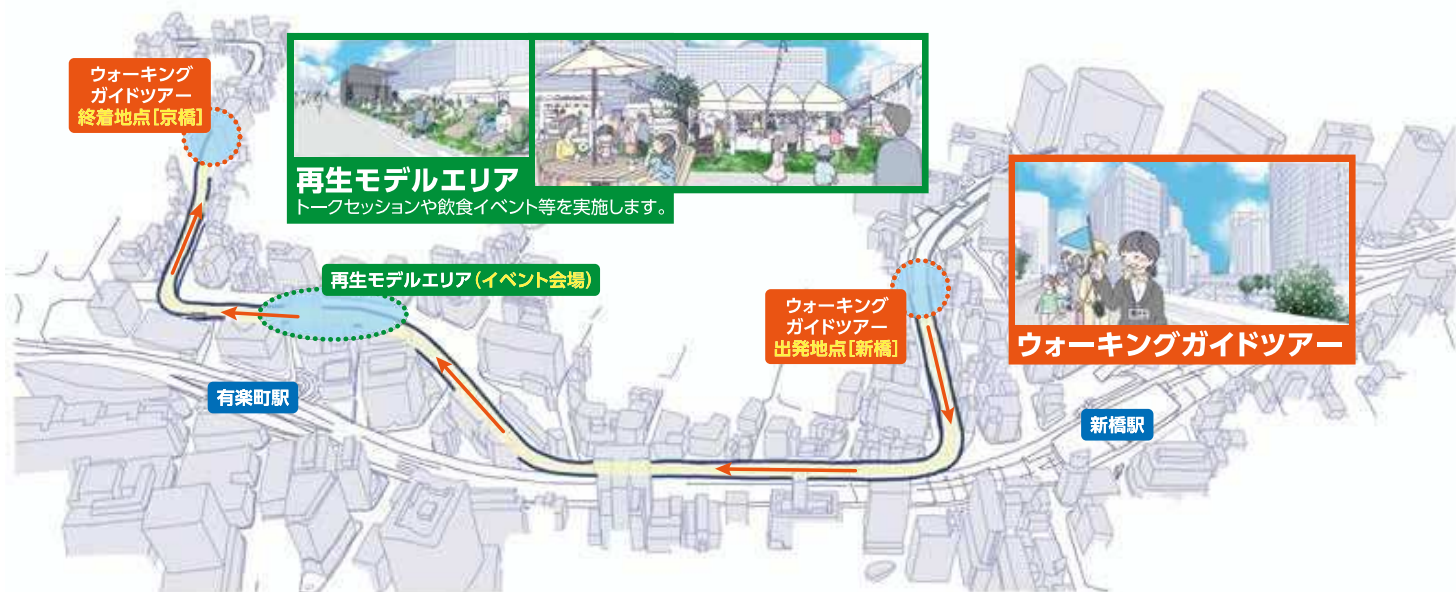 ウォーキング
ガイドツアー
終着地点[京橋]
再生モデルエリア
トークセッションや飲食イベント等を実施します。
再生モデルエリア(イベント会場)
ウォーキング
ガイドツアー
出発地点[新橋]
ウォーキングガイドツアー
有楽町駅
新橋駅